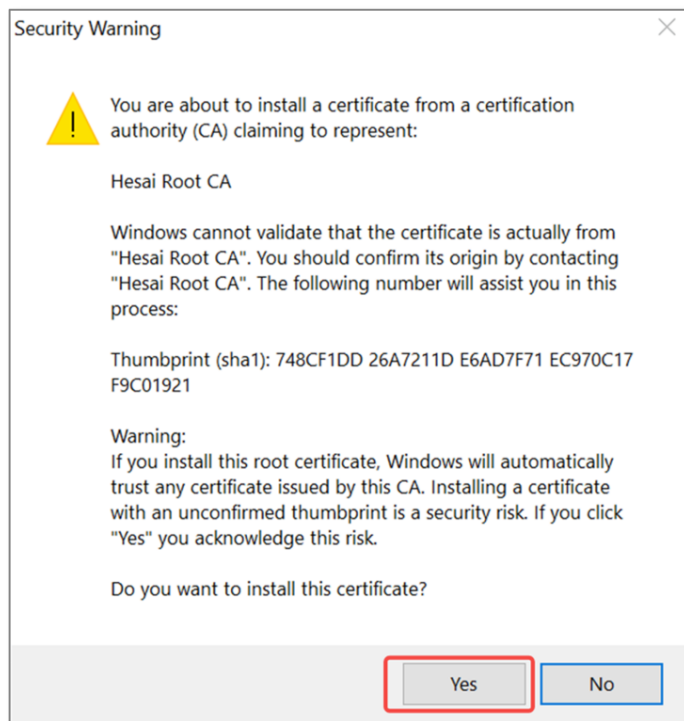 Security Warning
You are about to install a certificate from a certification
authority (CA) claiming to represent:
Hesai Root CA
Windows cannot validate that the certificate is actually from
"Hesai Root CA". You should confirm its origin by contacting
"Hesai Root CA". The following number will assist you in this
process:
Thumbprint (sha1): 748CF1DD 26A7211D E6AD7F71 EC970C17
F9C01921
Warning:
If you install this root certificate, Windows will automatically
trust any certificate issued by this CA. Installing a certificate
with an unconfirmed thumbprint is a security risk. If you click
"Yes" you acknowledge this risk.
Do you want to install this certificate?
Yes
No